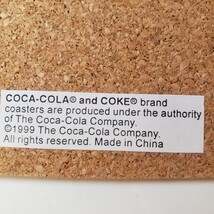 COCA-COLA® and COKE® brand
coasters are produced under the authority
of The Coca-Cola Company.
©1999 The Coca-Cola Company.
All rights reserved. Made in China